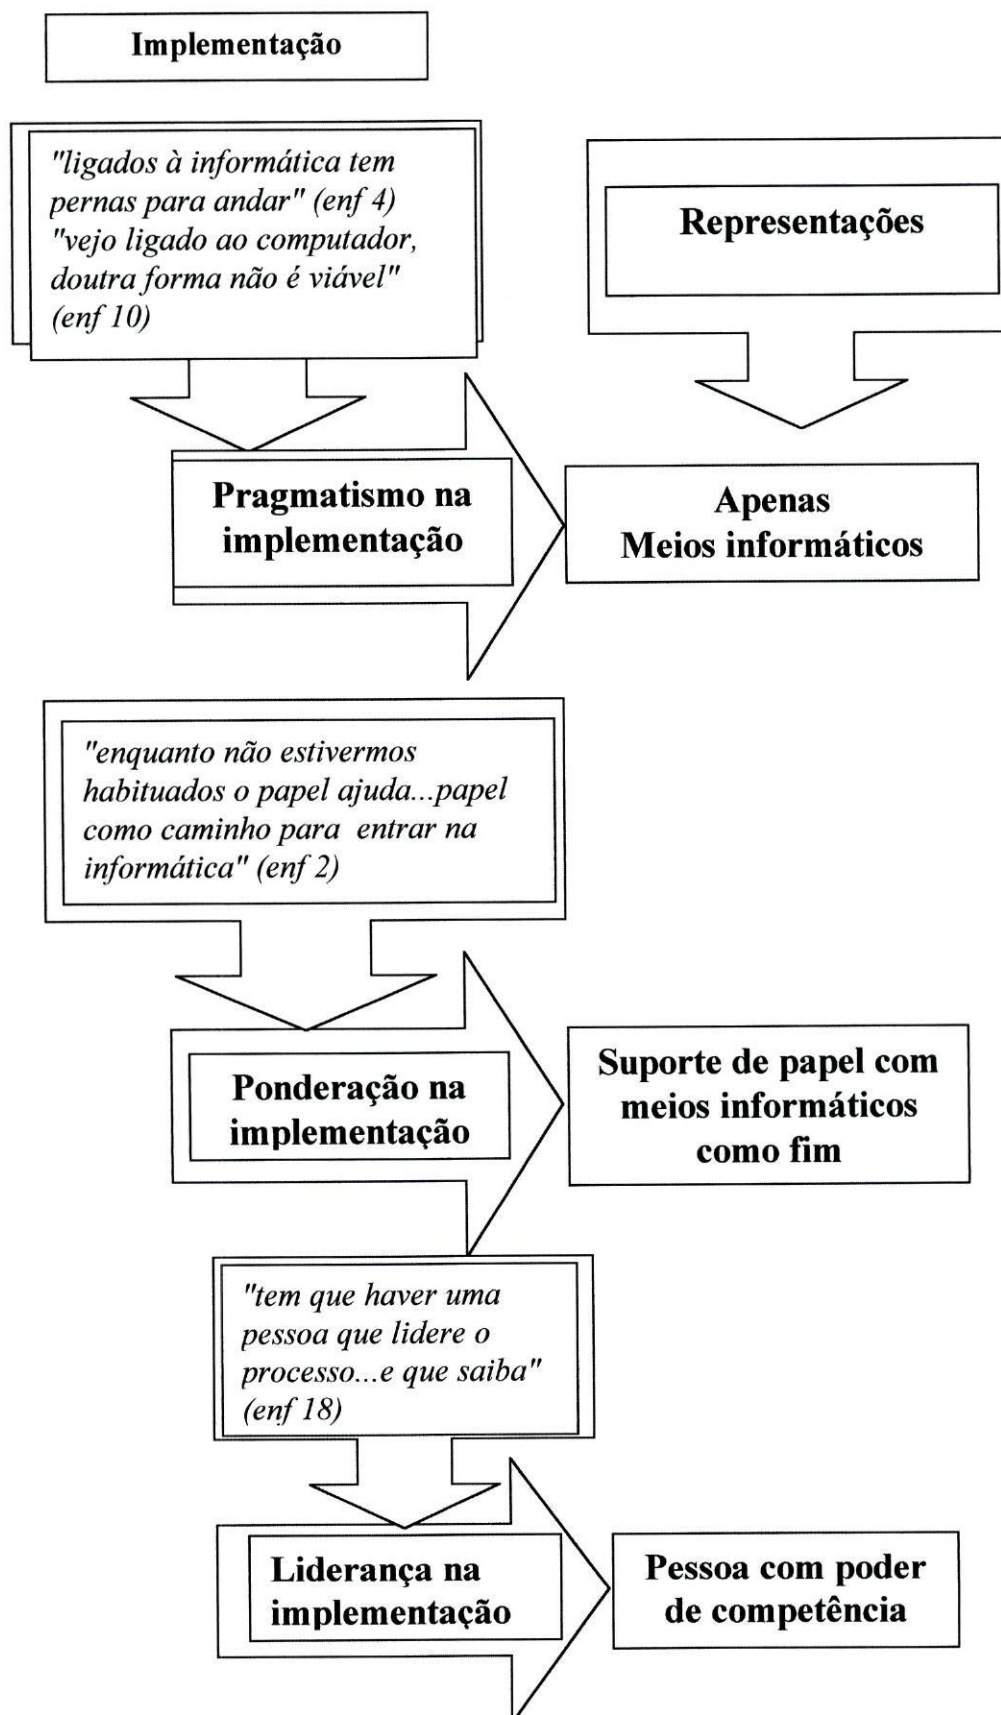 Implementação
"ligados à informática tem
pernas para andar" (enf 4)
"vejo ligado ao computador,
doutra forma não é viável"
(enf 10)
Representações
Pragmatismo na
implementação
Apenas
Meios informáticos
"enquanto não estivermos
habituados o papel ajuda...papel
como caminho para entrar na
informática" (enf 2)
Ponderação na
implementação
Suporte de papel com
meios informáticos
como fim
"tem que haver uma
pessoa que lidere o
processo...e que saiba"
(enf 18)
Liderança na
implementação
Pessoa com poder
de competência